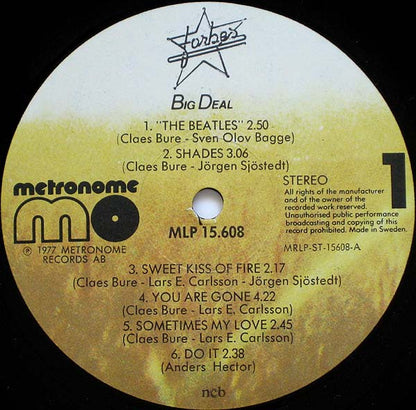 forbes
BIG DEAL
1. "THE BEATLES" 2.50
(Claes Bure - Sven Olov Bagge)
2. SHADES 3.06
(Claes Bure - Jörgen Sjöstedt)
metronome
mo
℗ 1977 METRONOME
RECORDS AB
MLP 15.608
STEREO
1
All rights of the manufacturer
and of the owner of the
recorded work reserved.
Unauthorised public performance
broadcasting and copying of this
record prohibited. Made in Sweden.
MRLP-ST-15608-A
3. SWEET KISS OF FIRE 2.17
(Claes Bure - Lars E. Carlsson - Jörgen Sjöstedt)
4. YOU ARE GONE 4.22
(Claes Bure - Lars E. Carlsson)
5. SOMETIMES MY LOVE 2.45
(Claes Bure - Lars E. Carlsson)
6. DO IT 2.38
(Anders Hector)
ncb